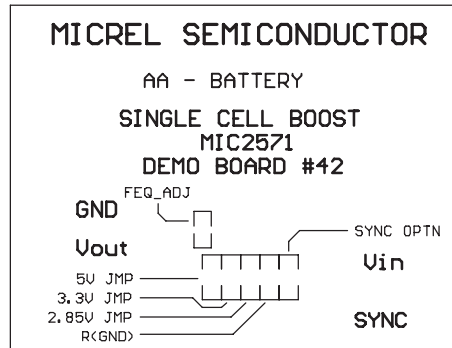 MICREL SEMICONDUCTOR
AA - BATTERY
SINGLE CELL BOOST
MIC2571
DEMO BOARD #42
FEQ_ADJ
GND
SYNC OPTN
Vout
Vin
5V JMP
3.3V JMP
2.85V JMP
SYNC
R(GND)